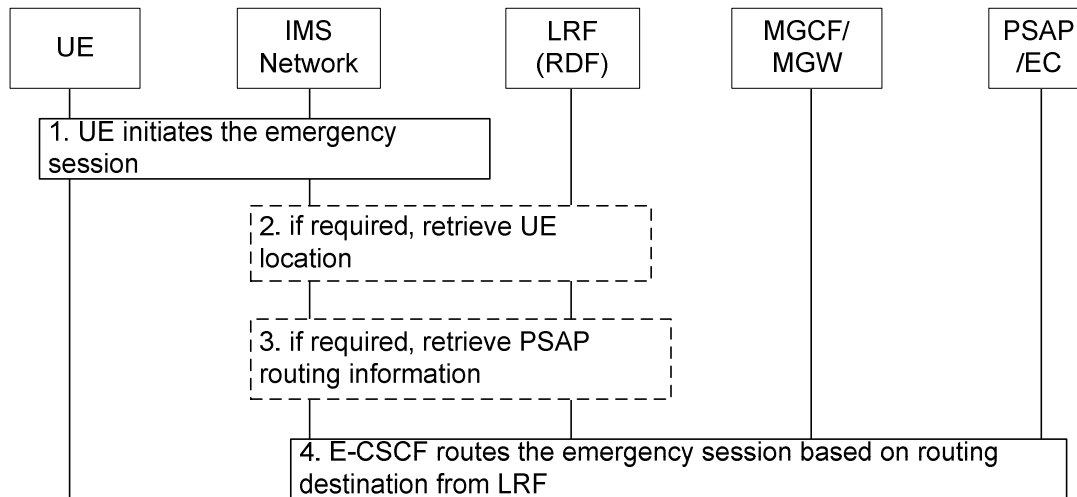 UE
IMS
Network
LRF
(RDF)
MGCF/
MGW
PSAP
/EC
1. UE initiates the emergency
session
2. if required, retrieve UE
location
3. if required, retrieve PSAP
routing information
4. E-CSCF routes the emergency session based on routing
destination from LRF